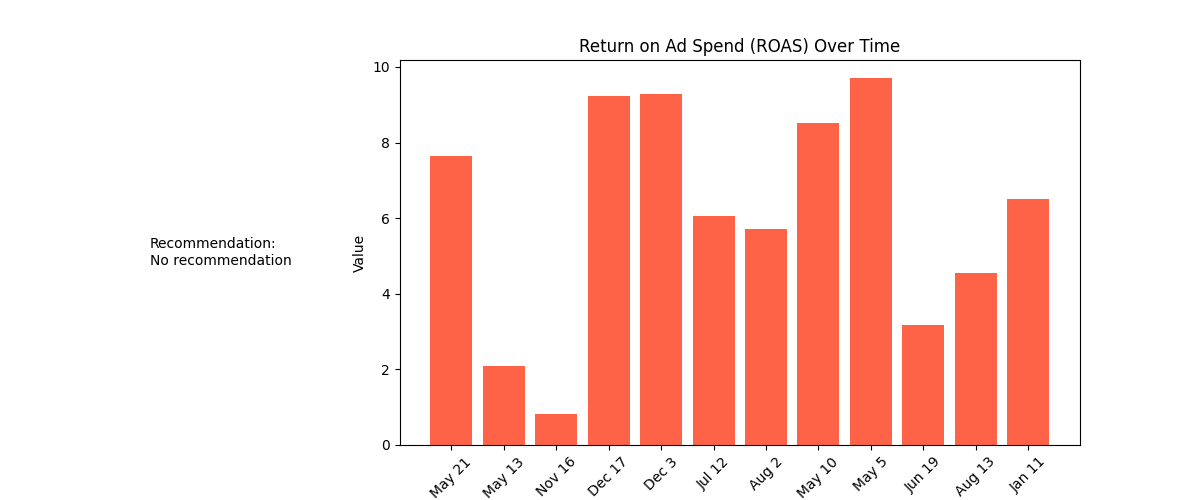 Return on Ad Spend (ROAS) Over Time
Recommendation:
No recommendation
Value
10
8
6
4
2
0
May 21
May 13
Nov 16
Dec 17
Dec 3
Jul 12
Aug 2
May 10
May 5
Jun 19
Aug 13
Jan 11